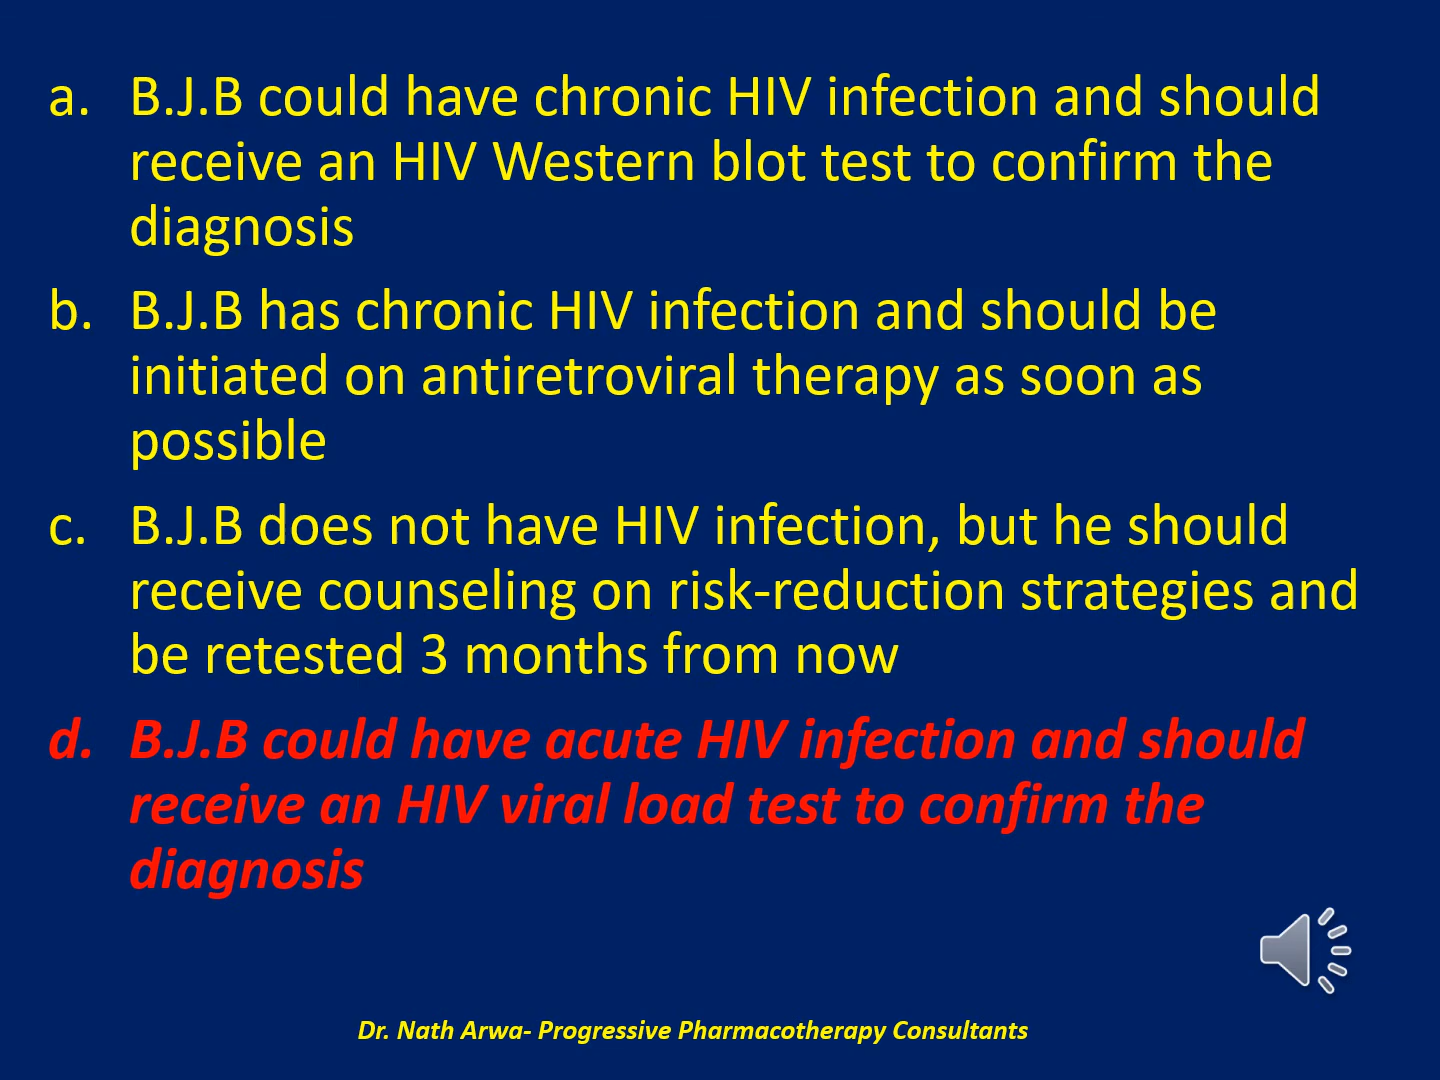 a. B.J.B could have chronic HIV infection and should
receive an HIV Western blot test to confirm the
diagnosis
b. B.J.B has chronic HIV infection and should be
initiated on antiretroviral therapy as soon as
possible
c. B.J.B does not have HIV infection, but he should
receive counseling on risk-reduction strategies and
be retested 3 months from now
d. B.J.B could have acute HIV infection and should
receive an HIV viral load test to confirm the
diagnosis
Dr. Nath Arwa- Progressive Pharmacotherapy Consultants